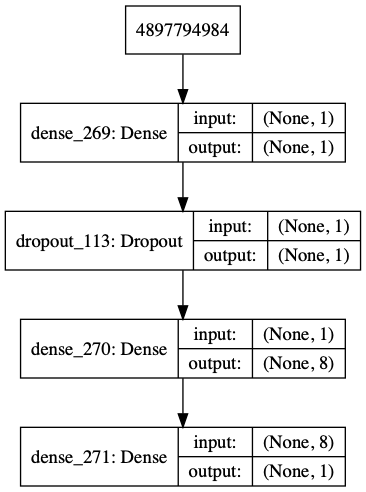 4897794984
dense_269: Dense
input: (None, 1)
output: (None, 1)
dropout_113: Dropout
input: (None, 1)
output: (None, 1)
dense_270: Dense
input: (None, 1)
output: (None, 8)
dense_271: Dense
input: (None, 8)
output: (None, 1)